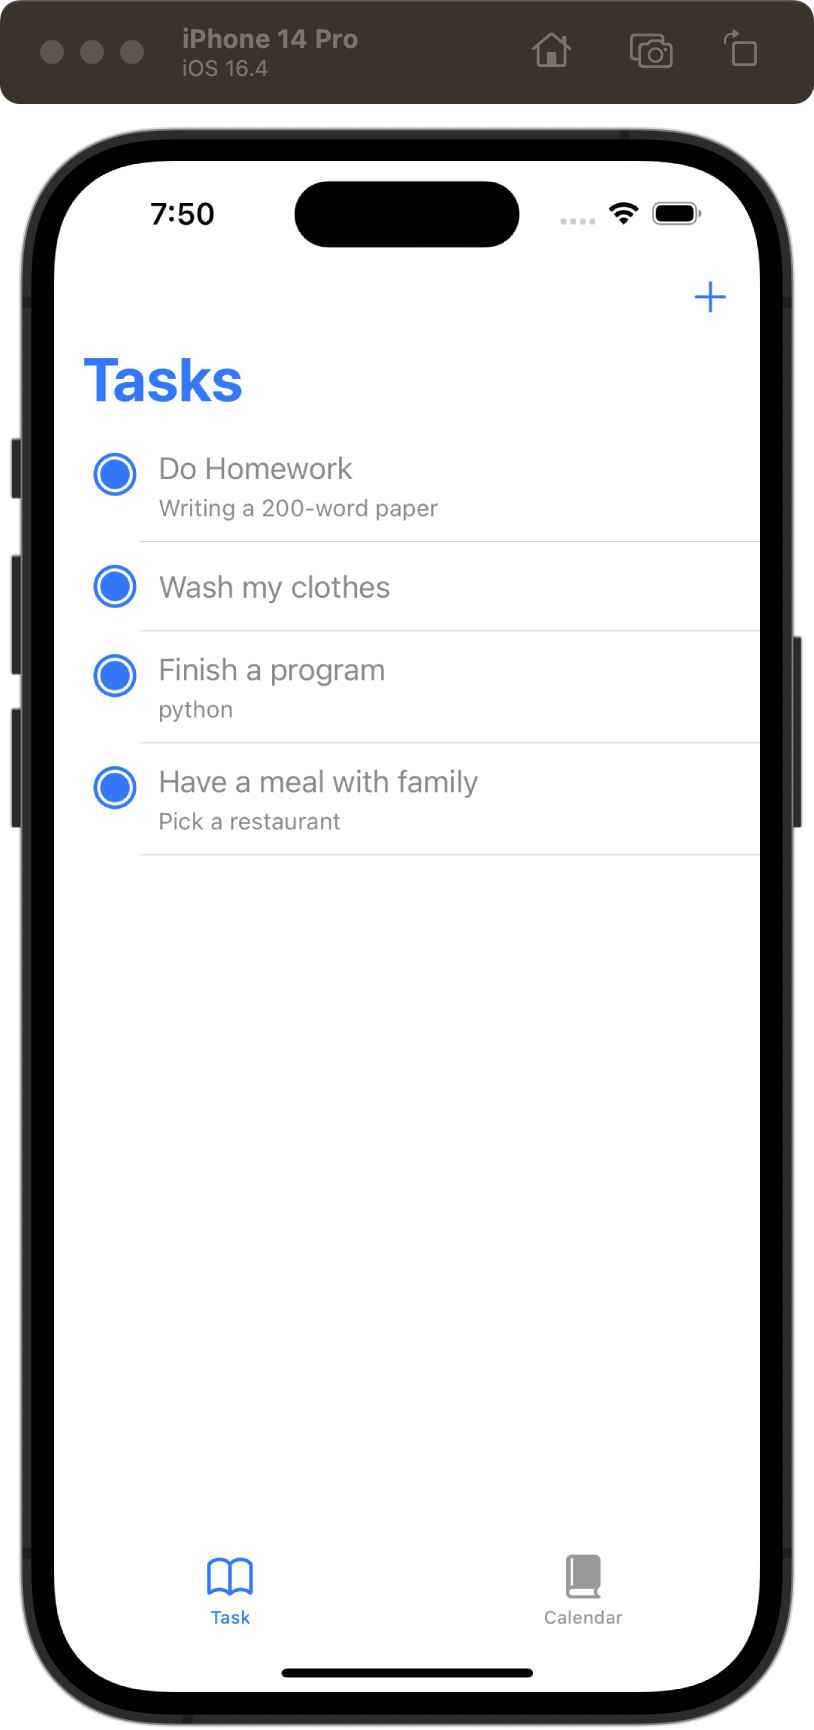 iPhone 14 Pro
iOS 16.4
7:50
Tasks
Do Homework
Writing a 200-word paper
Wash my clothes
Finish a program
python
Have a meal with family
Pick a restaurant
Task
Calendar